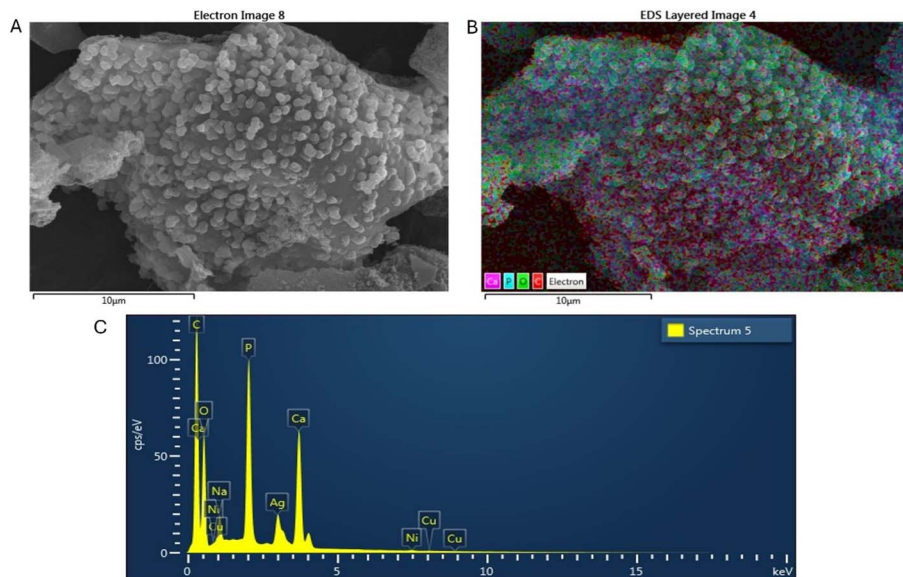 A
Electron Image 8
10µm
B
EDS Layered Image 4
Ca P O C Electron
10µm
C
Spectrum 5
cps/eV
100
50
0
C
O
Ca
Na
Ni
Cu
P
Ag
Ca
Ni
Cu
Cu
0 5 10 15 keV